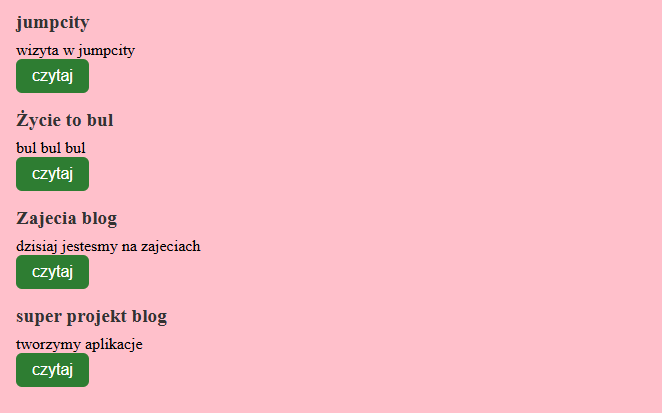 jumpcity
wizyta w jumpcity
czytaj
Życie to bul
bul bul bul
czytaj
Zajecia blog
dzisiaj jestesmy na zajeciach
czytaj
super projekt blog
tworzymy aplikacje
czytaj